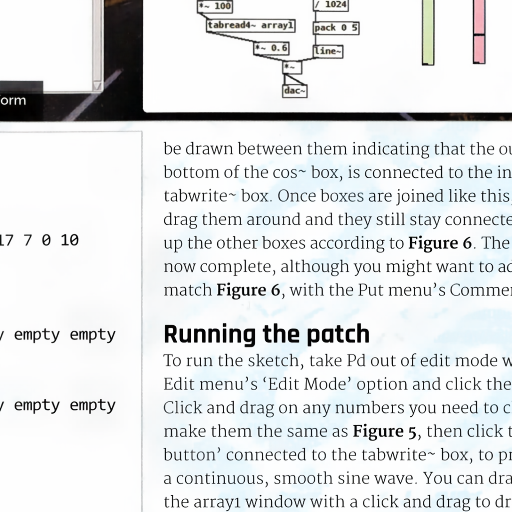 *~ 100
/ 1024
tabread4~ array1
pack 0 5
*~ 0.6
line~
*~
dac~
orm
be drawn between them indicating that the ou
bottom of the cos~ box, is connected to the in
tabwrite~ box. Once boxes are joined like this,
drag them around and they still stay connecte
17 7 0 10
up the other boxes according to Figure 6. The
now complete, although you might want to ad
match Figure 6, with the Put menu's Commen
y empty empty
Running the patch
To run the sketch, take Pd out of edit mode w
Edit menu's 'Edit Mode' option and click the
y empty empty
Click and drag on any numbers you need to c
make them the same as Figure 5, then click t
button' connected to the tabwrite~ box, to pr
a continuous, smooth sine wave. You can dra
the array1 window with a click and drag to dr